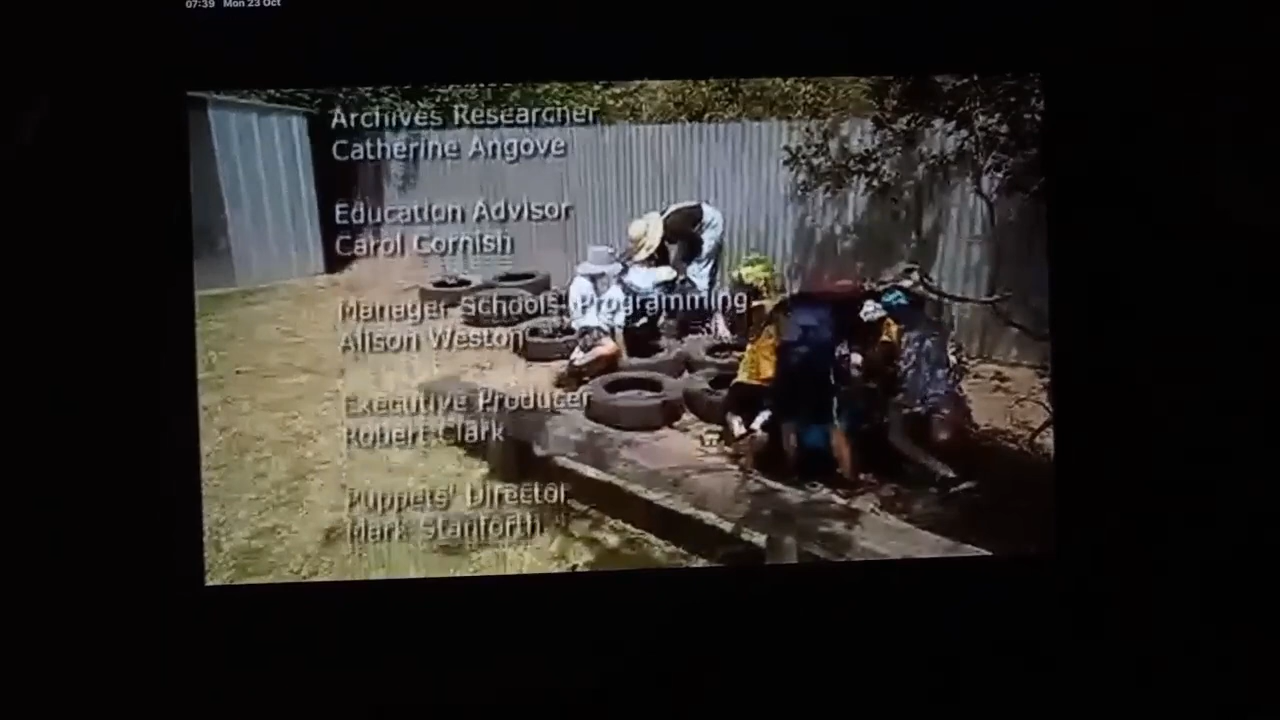 07:39 Mon 23 Oct
Archives Researcher
Catherine Angove
Education Advisor
Carol Cornish
Manager Schools Programming
Alison Weston
Executive Producer
Robert Clark
Puppets' Director
Mark Stanforth